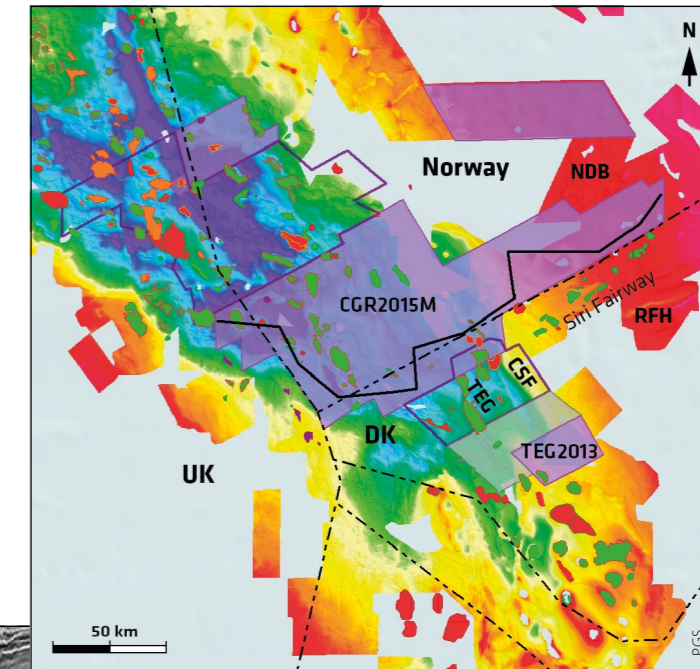 N
Norway
NDB
CGR2015M
Siri Fairway
RFH
CSF
TEG
DK
TEG2013
UK
50 km
PGS